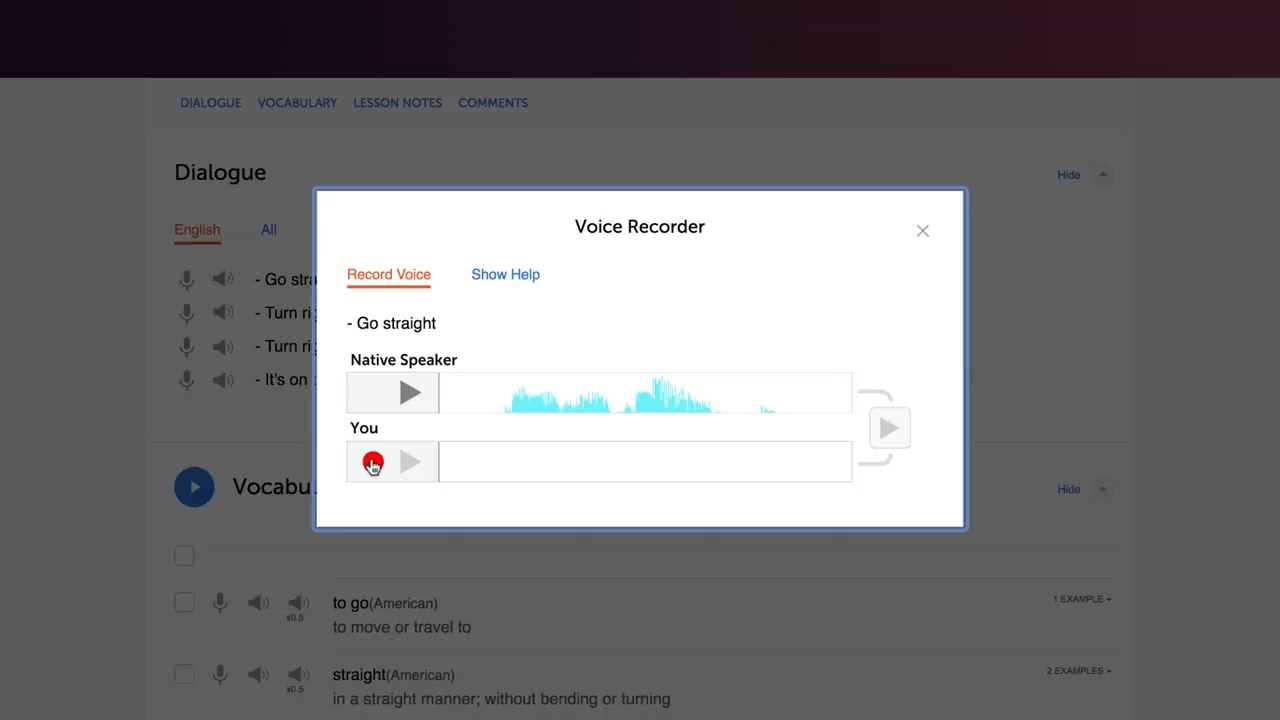 DIALOGUE VOCABULARY LESSON NOTES COMMENTS
Dialogue
Hide
English All
- Go stra
- Turn ri
- Turn ri
- It's on
Voice Recorder
Record Voice Show Help
- Go straight
Native Speaker
You
Vocabu
Hide
to go(American)
1 EXAMPLE
x0.5
to move or travel to
straight(American)
2 EXAMPLES
x0.5
in a straight manner; without bending or turning